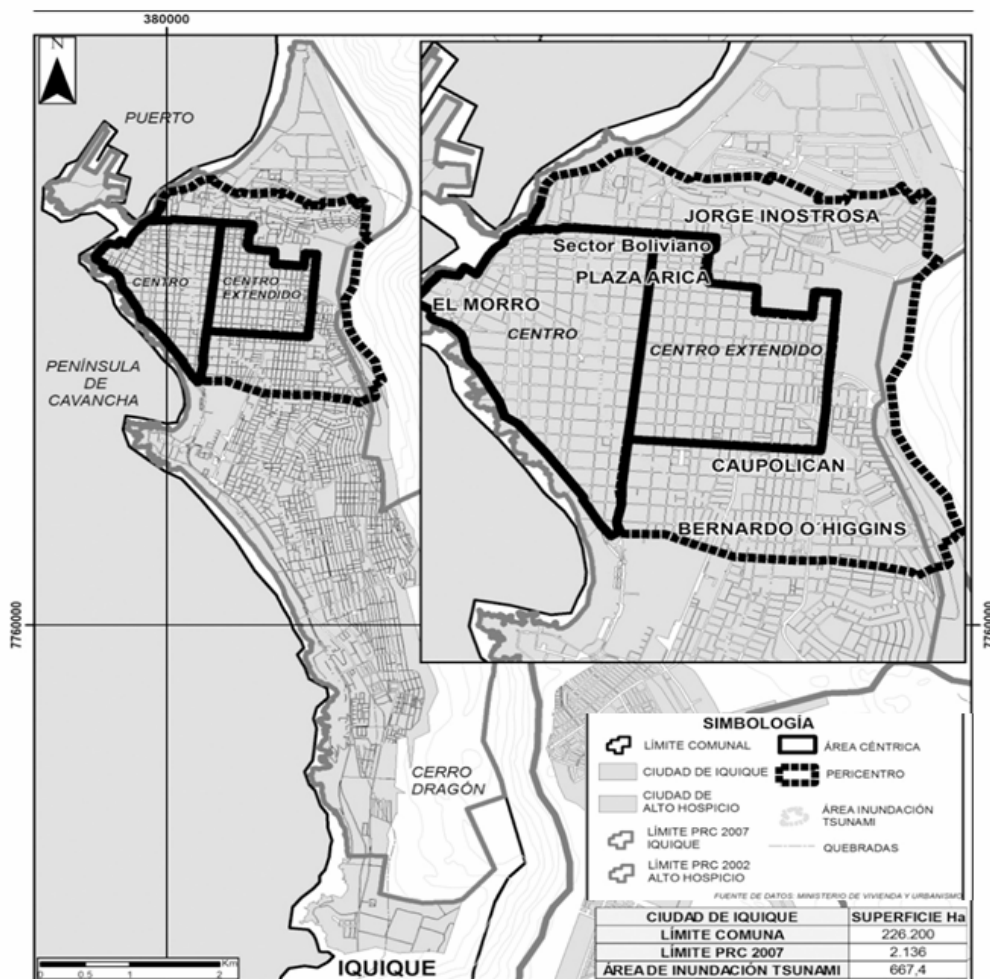 380000
N
PUERTO
CENTRO
CENTRO
EXTENDIDO
PENÍNSULA
DE
CAVANCHA
JORGE INOSTROSA
Sector Boliviano
PLAZA ARICA
EL MORRO
CENTRO
CENTRO EXTENDIDO
CAUPOLICAN
BERNARDO O´HIGGINS
7760000
7760000
CERRO
DRAGÓN
SIMBOLOGÍA
LÍMITE COMUNAL
ÁREA CÉNTRICA
CIUDAD DE IQUIQUE
PERICENTRO
CIUDAD DE
ALTO HOSPICIO
ÁREA INUNDACIÓN
TSUNAMI
LÍMITE PRC 2007
IQUIQUE
QUEBRADAS
LÍMITE PRC 2002
ALTO HOSPICIO
FUENTE DE DATOS: MINISTERIO DE VIVIENDA Y URBANISMO
CIUDAD DE IQUIQUE SUPERFICIE Ha
LÍMITE COMUNA 226.200
LÍMITE PRC 2007 2.136
ÁREA DE INUNDACIÓN TSUNAMI 667,4
Km
0 0.5 1 2
IQUIQUE